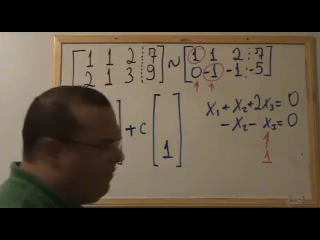 [ 1 1 2 ⋮ 7 ] ~ [ 1 1 2 ⋮ 7 ]
[ 2 1 3 ⋮ 9 ] [ 0 -1 -1 ⋮ -5 ]
x₁ + x₂ + 2x₃ = 0
- x₂ - x₃ = 0
] + c [
1 ]
1